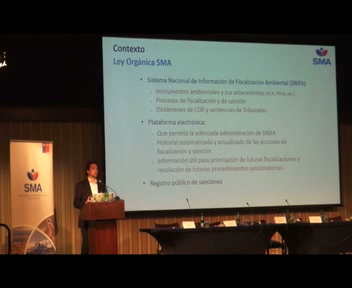 Contexto
Ley Orgánica SMA
SMA
• Sistema Nacional de Información de Fiscalización Ambiental (SNIFA)
– Instrumentos ambientales y sus antecedentes
– Procesos de fiscalización y de sanción
– Dictámenes de CGR y sentencias de Tribunales
• Plataforma electrónica:
– Que permita la adecuada administración de SNIFA
– Material sistematizado y actualizado de las acciones de
fiscalización y sanción
– Información útil para priorización de futuras fiscalizaciones y
resolución de futuros procedimientos sancionatorios.
• Registro público de sanciones
SMA